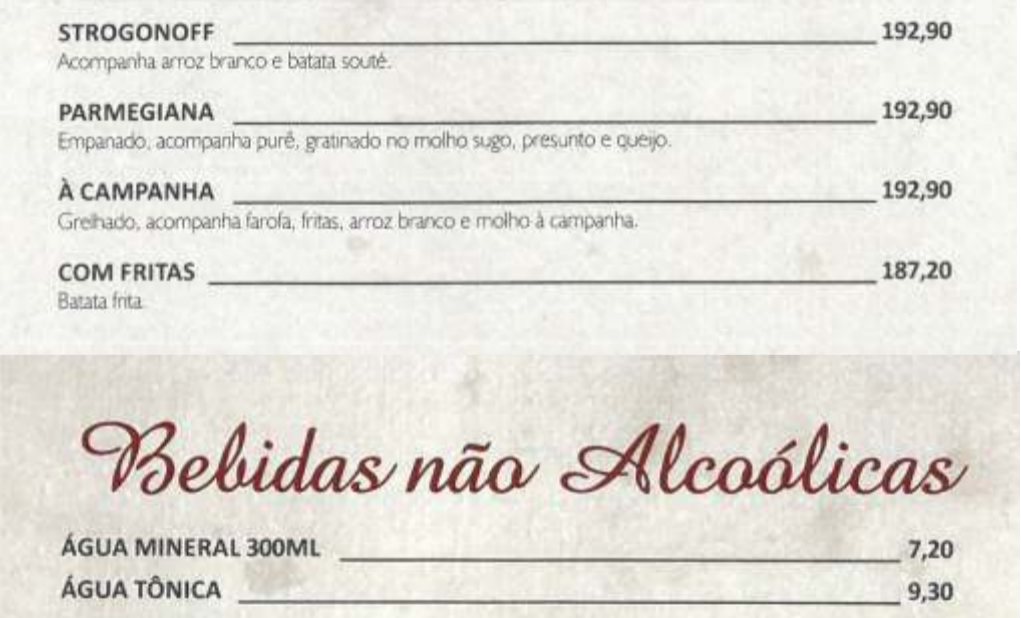 STROGONOFF 192,90
Acompanha arroz branco e batata souté.
PARMEGIANA 192,90
Empanado, acompanha purê, gratinado no molho sugo, presunto e queijo.
À CAMPANHA 192,90
Grelhado, acompanha farofa, fritas, arroz branco e molho à campanha.
COM FRITAS 187,20
Batata frita.
Bebidas não Alcoólicas
ÁGUA MINERAL 300ML 7,20
ÁGUA TÔNICA 9,30